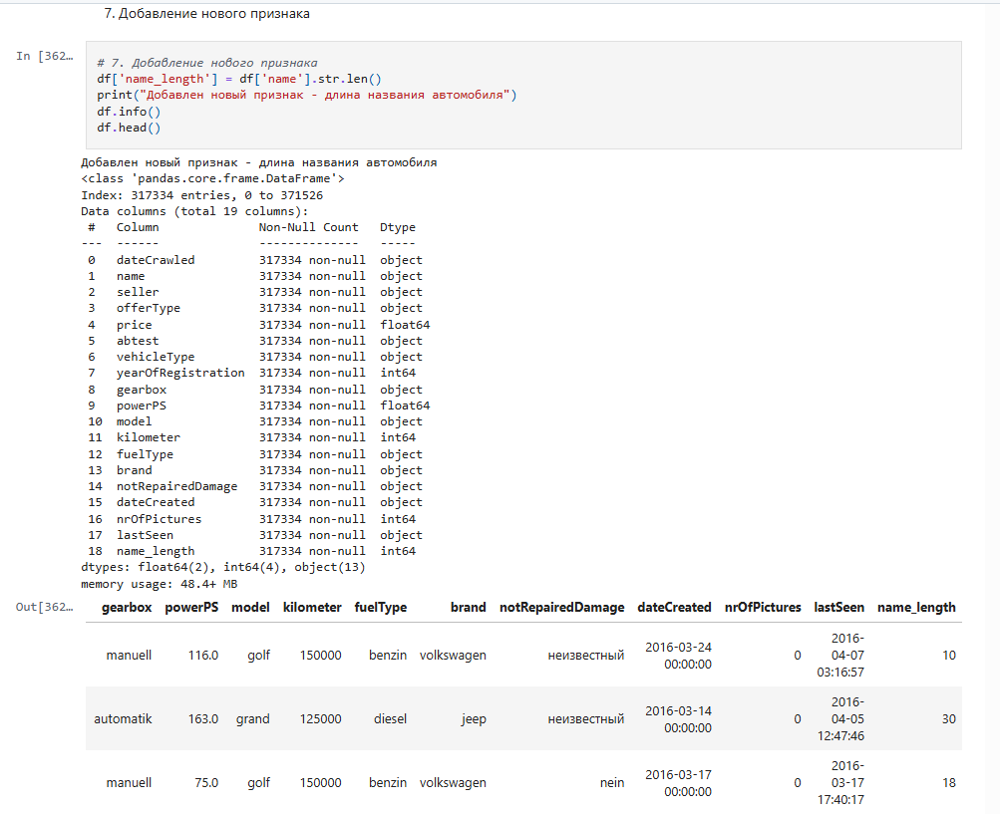 7. Добавление нового признака
In [362…
# 7. Добавление нового признака
df['name_length'] = df['name'].str.len()
print("Добавлен новый признак - длина названия автомобиля")
df.info()
df.head()
Добавлен новый признак - длина названия автомобиля
<class 'pandas.core.frame.DataFrame'>
Index: 317334 entries, 0 to 371526
Data columns (total 19 columns):
 #   Column               Non-Null Count   Dtype
---  ------               --------------   -----
 0   dateCrawled          317334 non-null  object
 1   name                 317334 non-null  object
 2   seller               317334 non-null  object
 3   offerType            317334 non-null  object
 4   price                317334 non-null  float64
 5   abtest               317334 non-null  object
 6   vehicleType          317334 non-null  object
 7   yearOfRegistration   317334 non-null  int64
 8   gearbox              317334 non-null  object
 9   powerPS              317334 non-null  float64
 10  model                317334 non-null  object
 11  kilometer            317334 non-null  int64
 12  fuelType             317334 non-null  object
 13  brand                317334 non-null  object
 14  notRepairedDamage    317334 non-null  object
 15  dateCreated          317334 non-null  object
 16  nrOfPictures         317334 non-null  int64
 17  lastSeen             317334 non-null  object
 18  name_length          317334 non-null  int64
dtypes: float64(2), int64(4), object(13)
memory usage: 48.4+ MB
Out[362…
gearbox powerPS model kilometer fuelType brand notRepairedDamage dateCreated nrOfPictures lastSeen name_length
manuell 116.0 golf 150000 benzin volkswagen неизвестный 2016-03-24 00:00:00 0 2016-04-07 03:16:57 10
automatik 163.0 grand 125000 diesel jeep неизвестный 2016-03-14 00:00:00 0 2016-04-05 12:47:46 30
manuell 75.0 golf 150000 benzin volkswagen nein 2016-03-17 00:00:00 0 2016-03-17 17:40:17 18